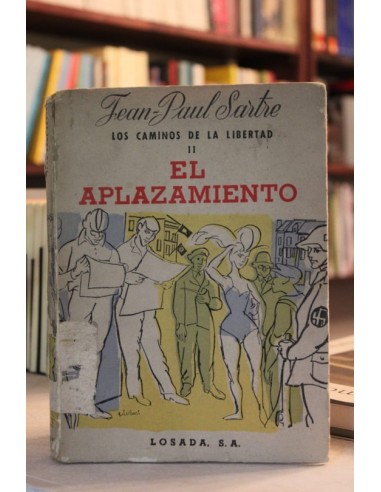 Jean-Paul Sartre
LOS CAMINOS DE LA LIBERTAD
II
EL
APLAZAMIENTO
LOSADA, S.A.